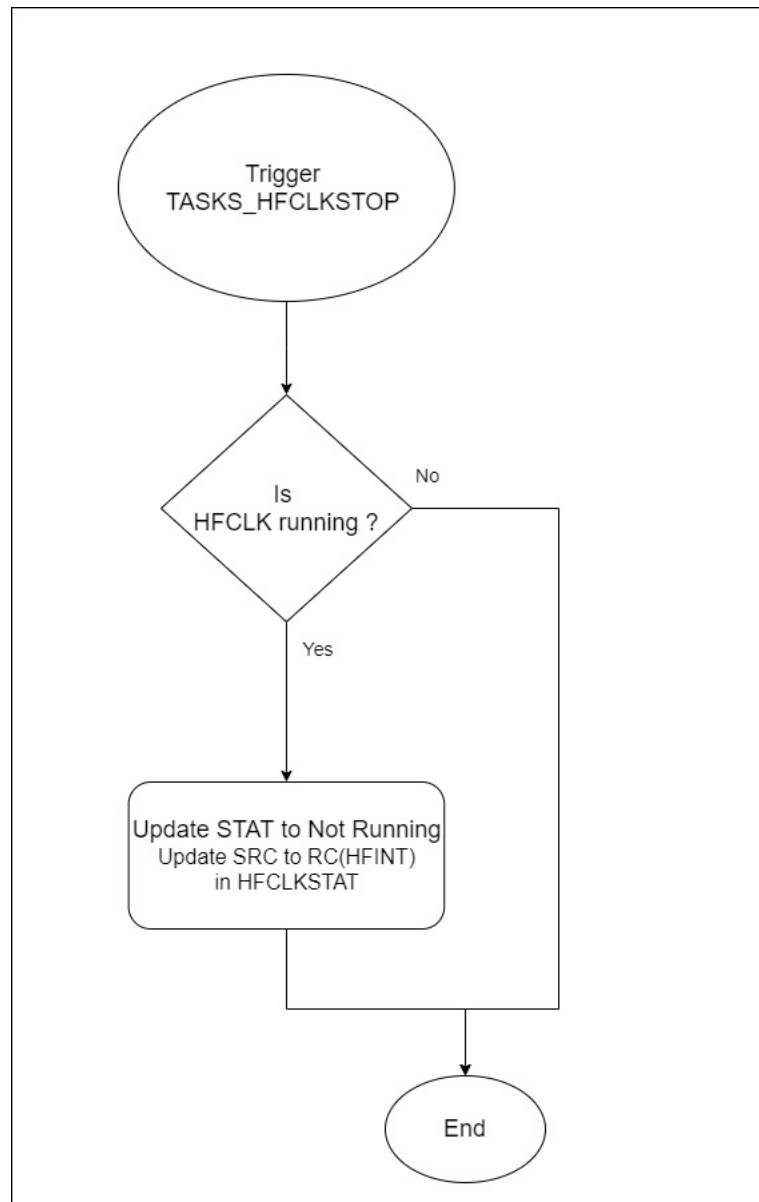 Trigger
TASKS_HFCLKSTOP
Is
HFCLK running ?
No
Yes
Update STAT to Not Running
Update SRC to RC(HFINT)
in HFCLKSTAT
End